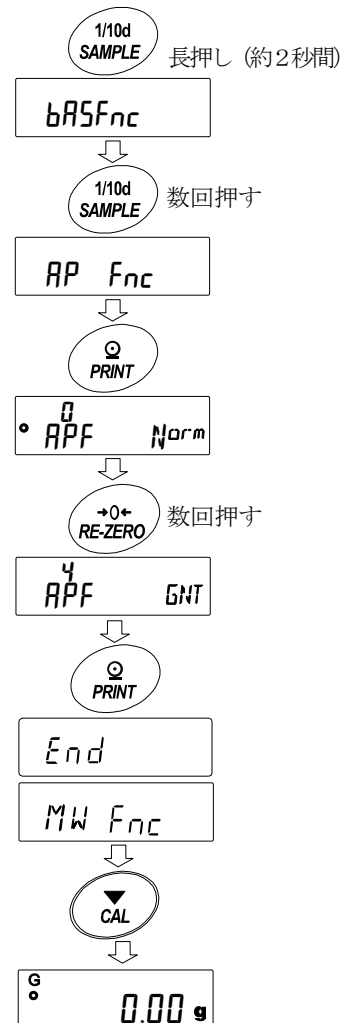 1/10d
SAMPLE 長押し (約2秒間)
bASFnc
1/10d
SAMPLE 数回押す
AP Fnc
PRINT
0
APF Norm
→0←
RE-ZERO 数回押す
4
APF GNT
PRINT
End
MW Fnc
CAL
G
0.00 g